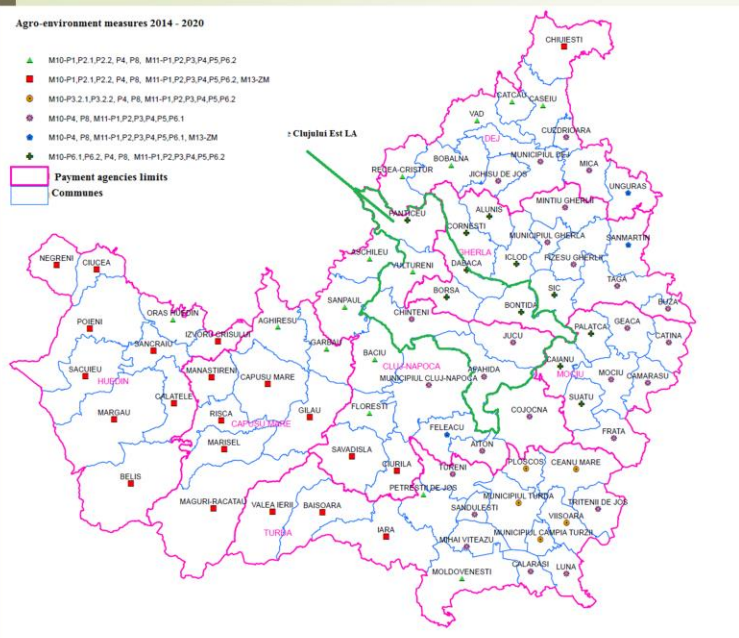 Agro-environment measures 2014 - 2020
M10-P1,P2.1,P2.2, P4, P8, M11-P1,P2,P3,P4,P5,P6.2
M10-P1,P2.1,P2.2, P4, P8, M11-P1,P2,P3,P4,P5,P6.2, M13-ZM
M10-P3.2.1,P3.2.2, P4, P8, M11-P1,P2,P3,P4,P5,P6.2
M10-P4, P8, M11-P1,P2,P3,P4,P5,P6.1
M10-P4, P8, M11-P1,P2,P3,P4,P5,P6.1, M13-ZM
M10-P6.1,P6.2, P4, P8, M11-P1,P2,P3,P4,P5,P6.2
Payment agencies limits
Communes
Clujului Est LA
CHIUIESTI
CATCAU
CASEIU
VAD
DEJ
CUZDRIOARA
BOBALNA
MUNICIPIUL DEJ
MICA
RECEA-CRISTUR
JICHISU DE JOS
UNGURAS
MINTIU GHERLII
PANTICEU
ALUNIS
CORNESTI
MUNICIPIUL GHERLA
SANMARTIN
ASCHILEU
GHERLA
VULTURENI
DABACA
ICLOD
FIZESU GHERLII
TAGA
NEGRENI
CIUCEA
BORSA
SIC
BUZA
SANPAUL
BONTIDA
ORAS HUEDIN
CHINTENI
POIENI
AGHIRESU
PALATCA
GEACA
IZVORU CRISULUI
JUCU
CATINA
GARBAU
SANCRAIU
BACIU
CLUJ-NAPOCA
CAIANU
SACUIEU
MANASTIRENI
CAPUSU MARE
MUNICIPIUL CLUJ-NAPOCA
APAHIDA
MOCIU
MOCIU
CAMARASU
HUEDIN
CALATELE
SUATU
MARGAU
RISCA
CAPUSU MARE
GILAU
FLORESTI
COJOCNA
FELEACU
FRATA
MARISEL
AITON
SAVADISLA
CIURILA
TURENI
PLOSCOS
CEANU MARE
BELIS
PETRESTII DE JOS
MUNICIPIUL TURDA
MAGURI-RACATAU
VALEA IERII
BAISOARA
SANDULESTI
TRITENII DE JOS
VIISOARA
TURDA
IARA
MIHAI VITEAZU
MUNICIPIUL CAMPIA TURZII
MOLDOVENESTI
CALARASI
LUNA